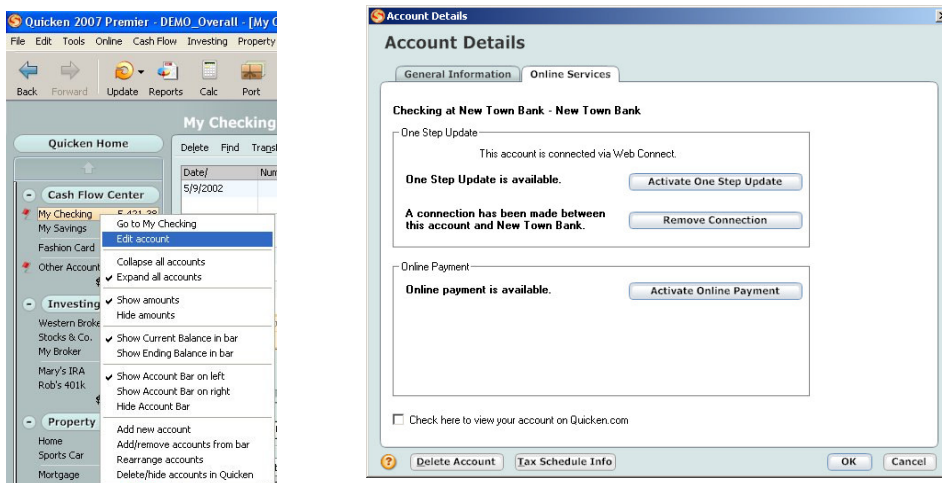 Quicken 2007 Premier - DEMO_Overall - [My C
File Edit Tools Online Cash Flow Investing Property
Back Forward Update Reports Calc Port
My Checking
Quicken Home
Delete Find Transf
Date/ Num
5/9/2002
Cash Flow Center
My Checking 5,421.38
My Savings
Fashion Card
Other Account
$
Go to My Checking
Edit account
Collapse all accounts
Expand all accounts
Show amounts
Hide amounts
Show Current Balance in bar
Show Ending Balance in bar
Show Account Bar on left
Show Account Bar on right
Hide Account Bar
Add new account
Add/remove accounts from bar
Rearrange accounts
Delete/hide accounts in Quicken
Investing
Western Broke
Stocks & Co.
My Broker
Mary's IRA
Rob's 401k
$
Property
Home
Sports Car
Mortgage
Account Details
Account Details
General Information Online Services
Checking at New Town Bank - New Town Bank
One Step Update
This account is connected via Web Connect.
One Step Update is available. Activate One Step Update
A connection has been made between
this account and New Town Bank. Remove Connection
Online Payment
Online payment is available. Activate Online Payment
Check here to view your account on Quicken.com
Delete Account Tax Schedule Info OK Cancel